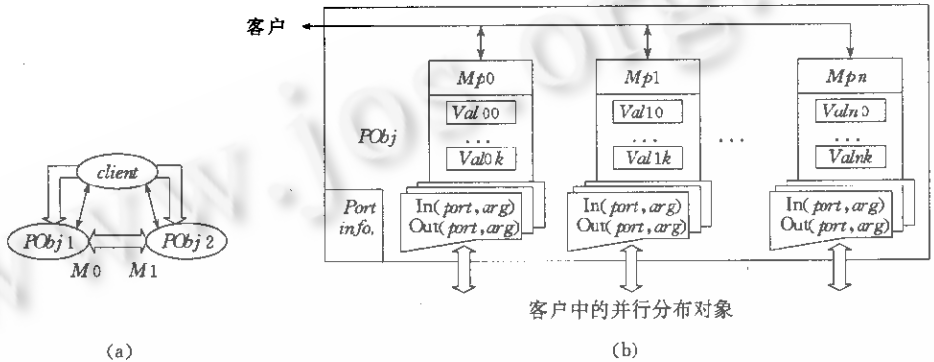 客户
Mp0 Mp1 Mpn
Val00 Val10 Valn0
PObj ... ... ... ...
Val0k Val1k Valnk
client
Port info.
In(port,arg) In(port,arg) In(port,arg)
Out(port,arg) Out(port,arg) Out(port,arg)
PObj1 PObj2
M0 M1
客户中的并行分布对象
(a) (b)